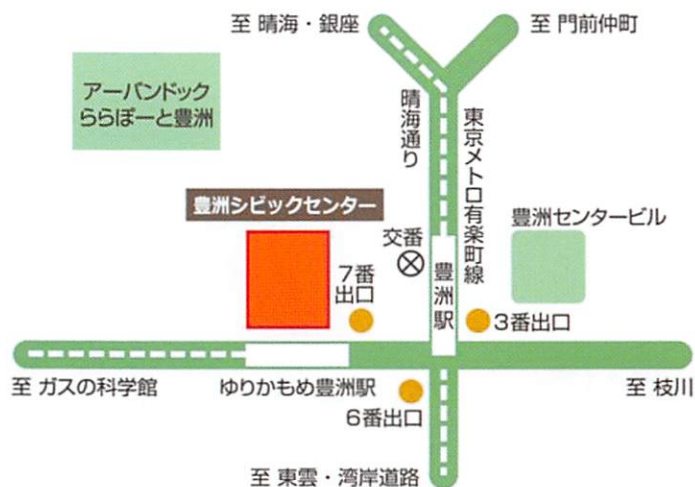 至 晴海・銀座
至 門前仲町
アーバンドック
ららぽーと豊洲
晴海通り
東京メトロ有楽町線
豊洲シビックセンター
交番
豊洲センタービル
7番
出口
豊洲駅
3番出口
至 ガスの科学館
ゆりかもめ豊洲駅
6番出口
至 枝川
至 東雲・湾岸道路